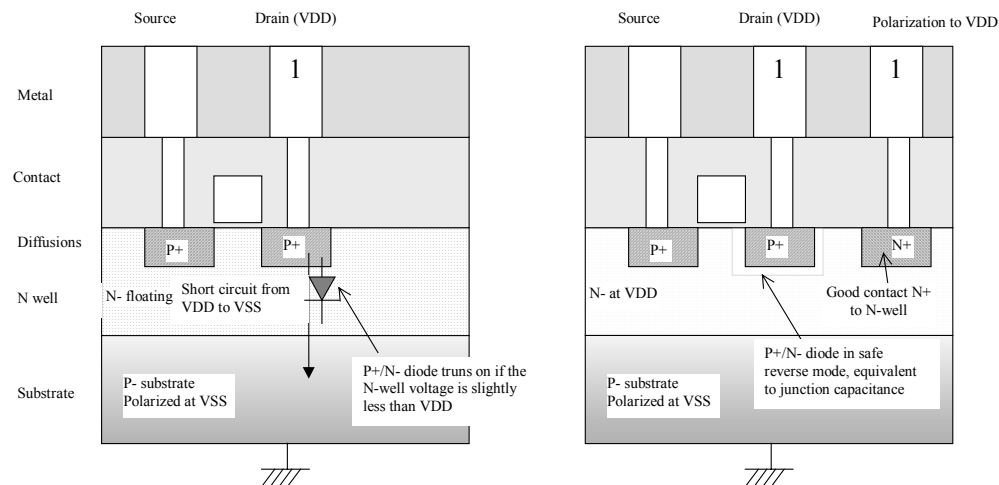 Source
Drain (VDD)
Source
Drain (VDD)
Polarization to VDD
1
1
1
Metal
Contact
Diffusions
P+
P+
P+
P+
N+
N well
N- floating
Short circuit from
VDD to VSS
N- at VDD
Good contact N+
to N-well
P+/N- diode truns on if the
N-well voltage is slightly
less than VDD
P+/N- diode in safe
reverse mode, equivalent
to junction capacitance
Substrate
P- substrate
Polarized at VSS
P- substrate
Polarized at VSS